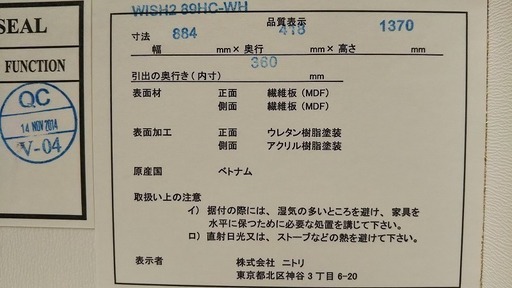 SEAL
FUNCTION
QC
14 NOV 2014
V-04
WISH2 89HC-WH
品質表示
寸法 884 418 1370
幅 mm× 奥行 mm× 高さ mm
360
引出の奥行き(内寸) mm
表面材 正面 繊維板(MDF)
側面 繊維板(MDF)
表面加工 正面 ウレタン樹脂塗装
側面 アクリル樹脂塗装
原産国 ベトナム
取扱い上の注意
イ) 据付の際には、湿気の多いところを避け、家具を
水平に保つために必要な処置を講じて下さい。
ロ) 直射日光又は、ストーブなどの熱を避けて下さい。
表示者 株式会社 ニトリ
東京都北区神谷3丁目6-20